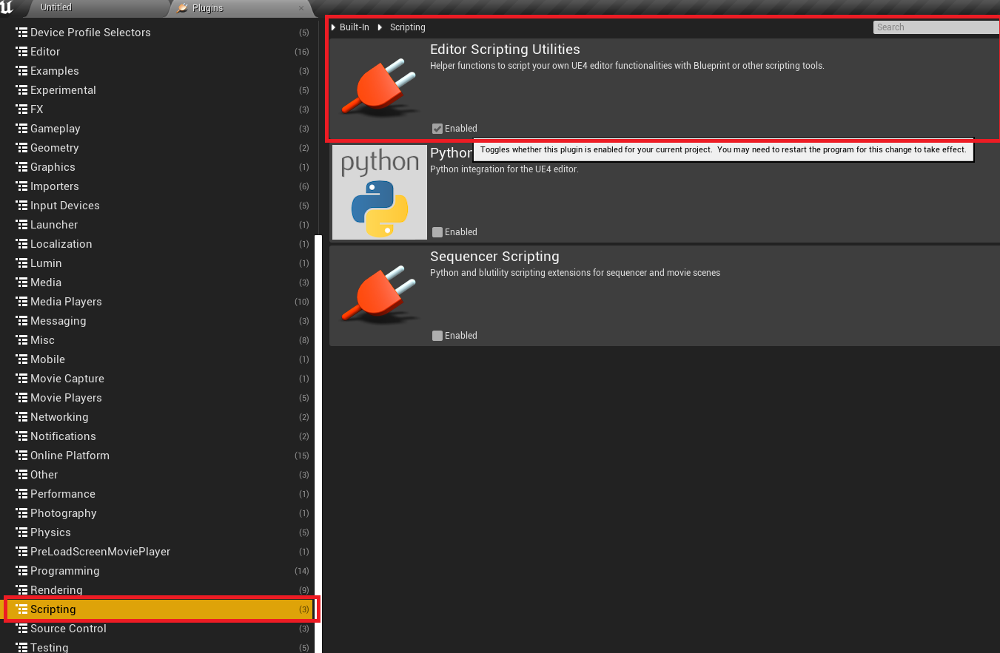 Untitled
Plugins
Device Profile Selectors (5)
Editor (16)
Examples (3)
Experimental (5)
FX (3)
Gameplay (3)
Geometry (2)
Graphics (1)
Importers (6)
Input Devices (5)
Launcher (1)
Localization (1)
Lumin (1)
Media (3)
Media Players (10)
Messaging (3)
Misc (8)
Mobile (1)
Movie Capture (1)
Movie Players (5)
Networking (2)
Notifications (2)
Online Platform (15)
Other (3)
Performance (1)
Photography (1)
Physics (5)
PreLoadScreenMoviePlayer (1)
Programming (14)
Rendering (9)
Scripting (3)
Source Control (3)
Testing (5)
Built-In Scripting
Search
Editor Scripting Utilities
Helper functions to script your own UE4 editor functionalities with Blueprint or other scripting tools.
Enabled
Toggles whether this plugin is enabled for your current project. You may need to restart the program for this change to take effect.
python
Python
Python integration for the UE4 editor.
Enabled
Sequencer Scripting
Python and blutility scripting extensions for sequencer and movie scenes
Enabled